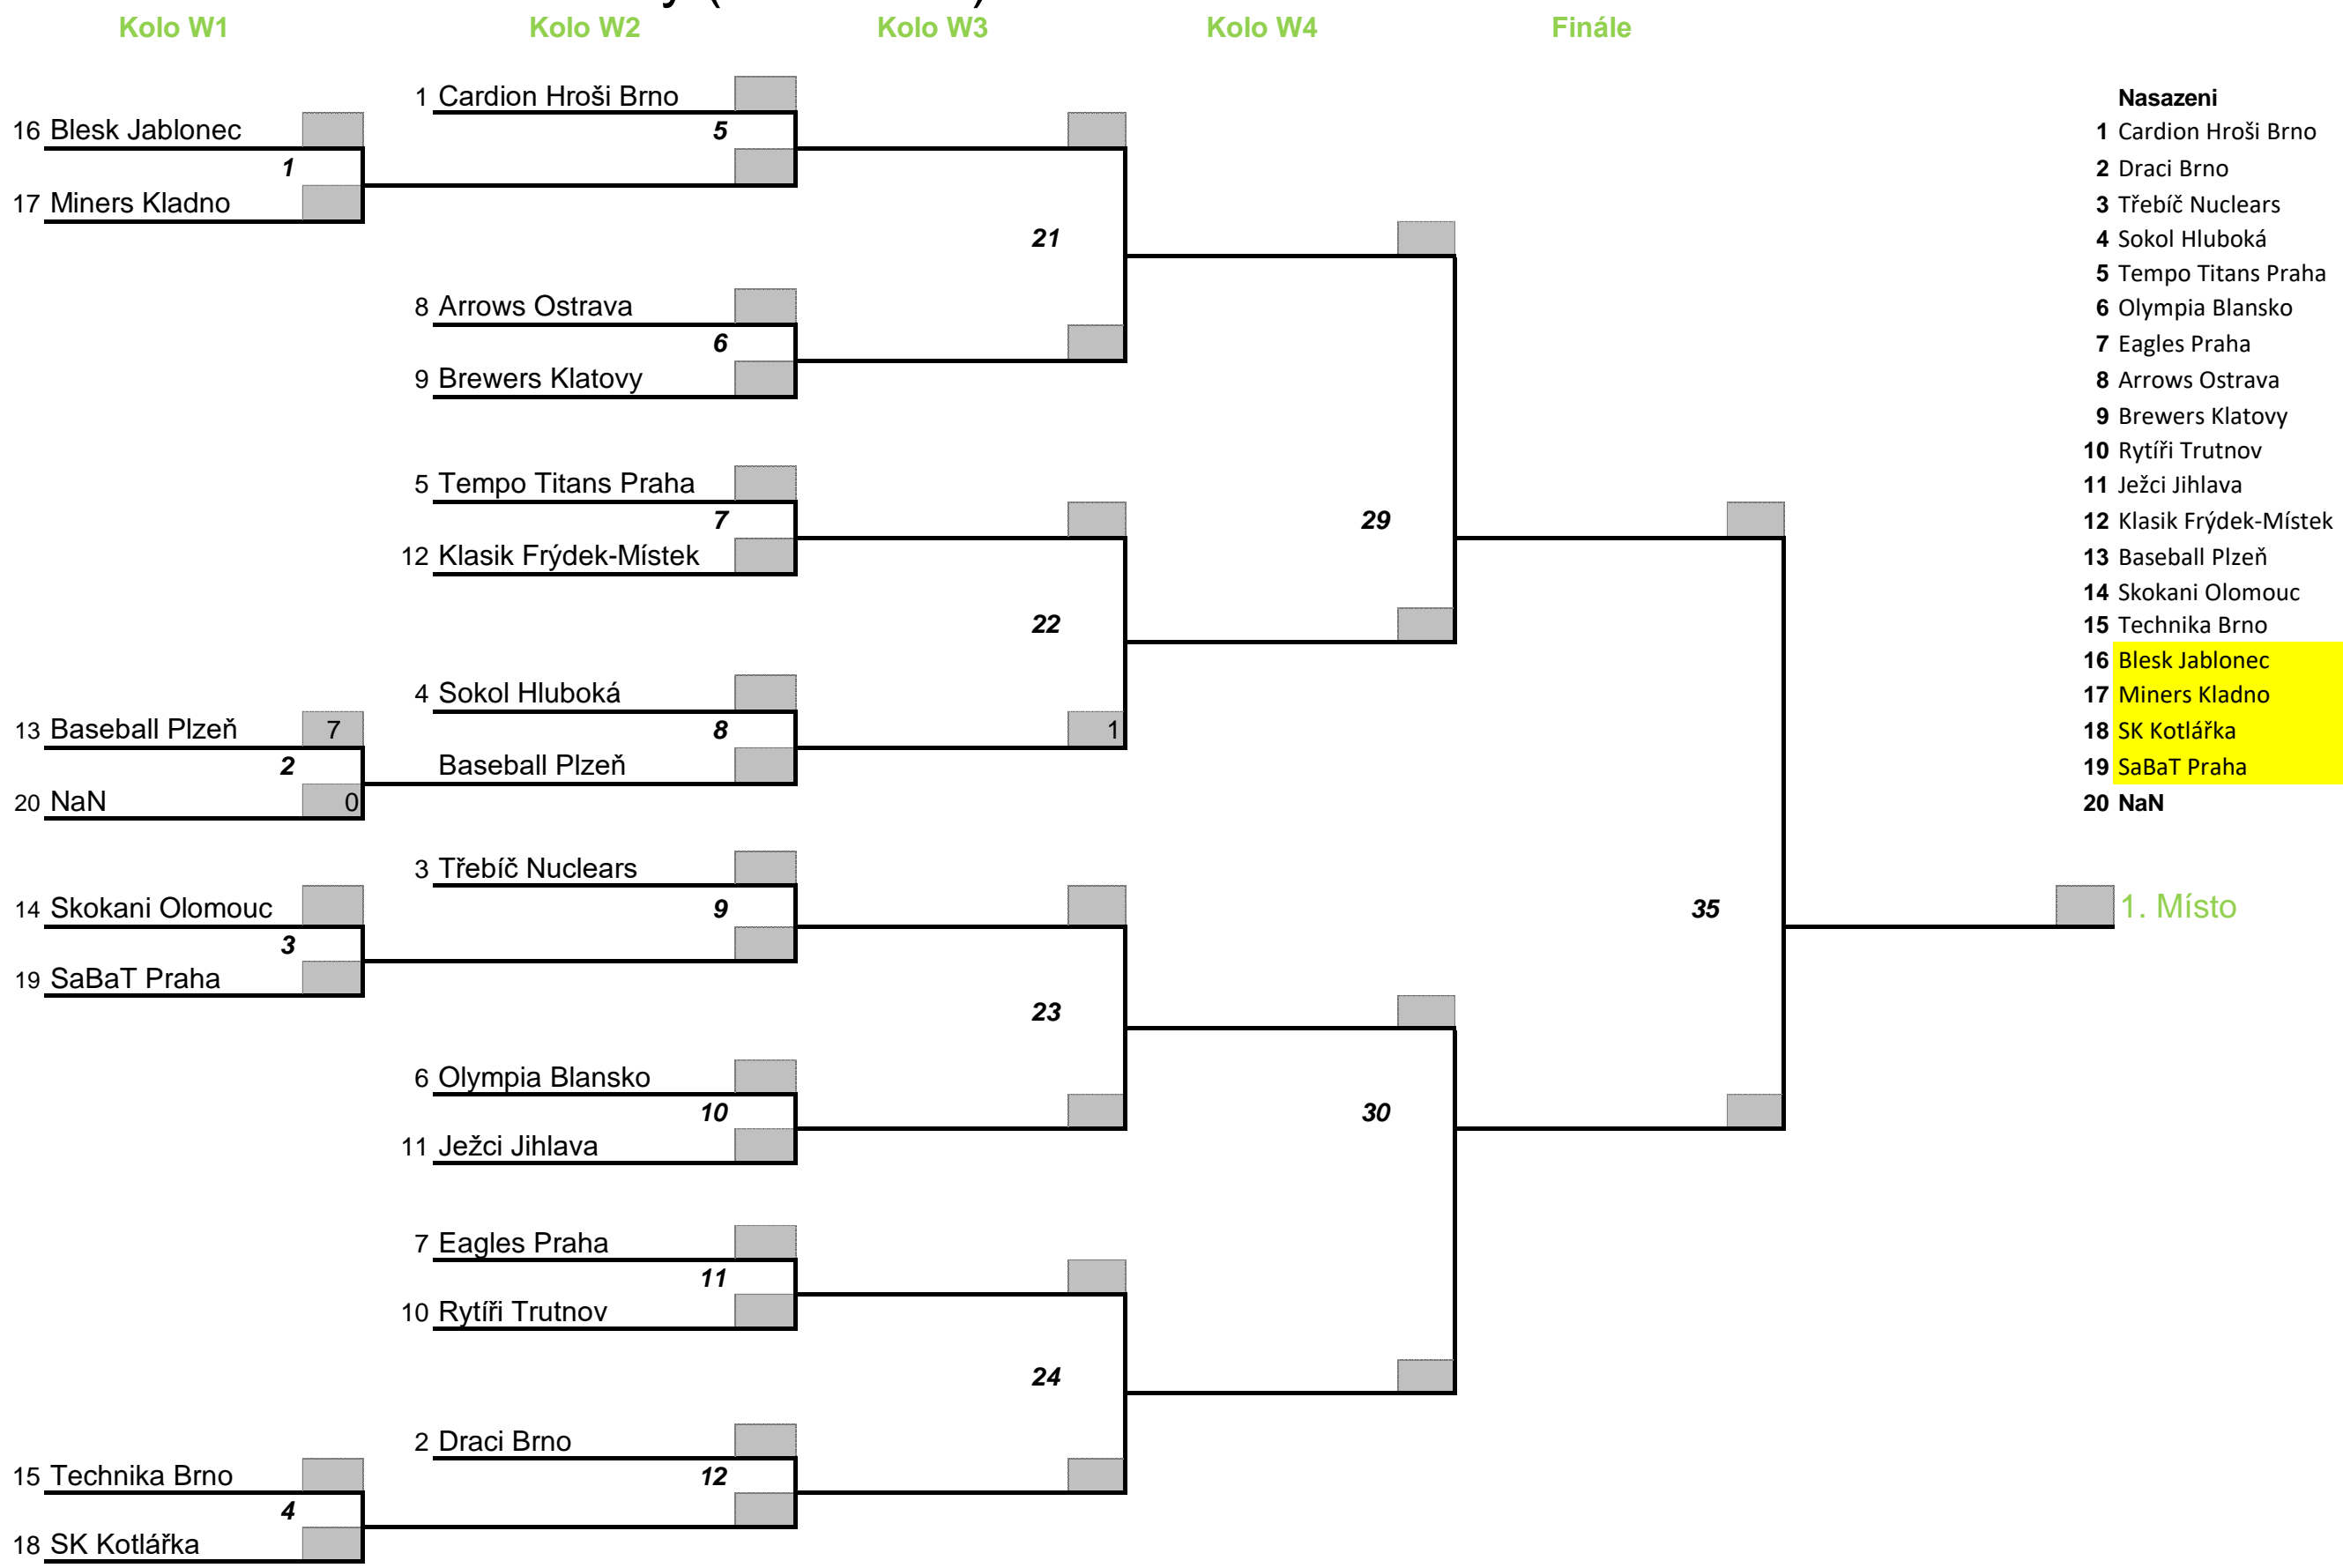 Kolo W1 Kolo W2 Kolo W3 Kolo W4 Finále
1 Cardion Hroši Brno
Nasazeni
16 Blesk Jablonec
5
1 Cardion Hroši Brno
1
2 Draci Brno
17 Miners Kladno
3 Třebíč Nuclears
21
4 Sokol Hluboká
5 Tempo Titans Praha
8 Arrows Ostrava
6 Olympia Blansko
6
7 Eagles Praha
9 Brewers Klatovy
8 Arrows Ostrava
9 Brewers Klatovy
10 Rytíři Trutnov
5 Tempo Titans Praha
11 Ježci Jihlava
7
29
12 Klasik Frýdek-Místek
12 Klasik Frýdek-Místek
13 Baseball Plzeň
14 Skokani Olomouc
22
15 Technika Brno
16 Blesk Jablonec
4 Sokol Hluboká
17 Miners Kladno
13 Baseball Plzeň 7
8
1
18 SK Kotlářka
2
Baseball Plzeň
19 SaBaT Praha
20 NaN 0
20 NaN
3 Třebíč Nuclears
14 Skokani Olomouc
9
35
1. Místo
3
19 SaBaT Praha
23
6 Olympia Blansko
10
30
11 Ježci Jihlava
7 Eagles Praha
11
10 Rytíři Trutnov
24
2 Draci Brno
15 Technika Brno
12
4
18 SK Kotlářka